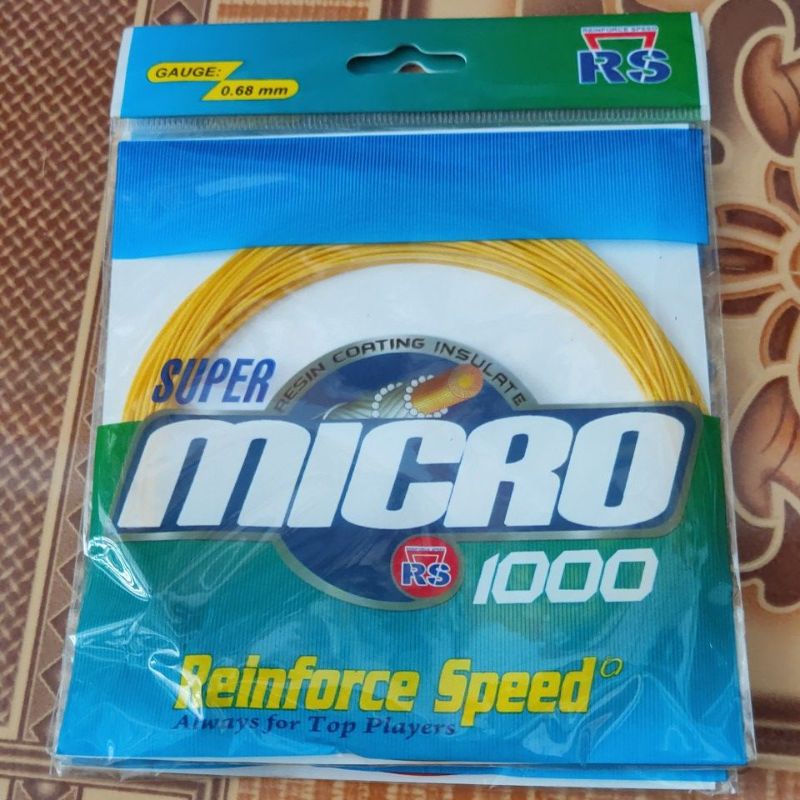 GAUGE:
0.68 mm
REINFORCE SPEED
RS
SUPER
RESIN COATING INSULATE
MICRO
RS
1000
Reinforce Speed
Always for Top Players